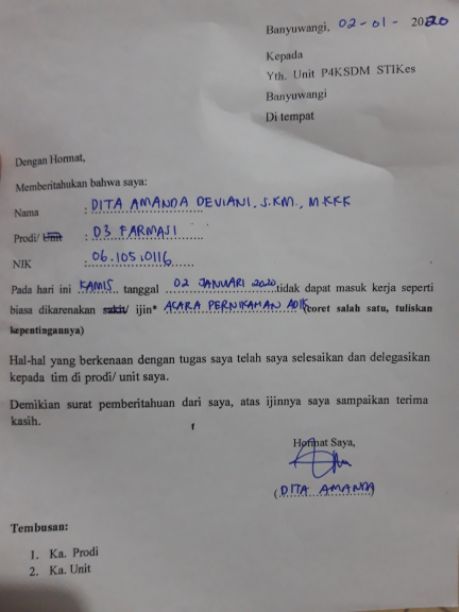 Banyuwangi, 02-01- 2020
Kepada
Yth. Unit P4KSDM STIKes
Banyuwangi
Di tempat
Dengan Hormat,
Memberitahukan bahwa saya:
Nama : DITA AMANDA DEVIANI, S.KM., M.KKK
Prodi/ Unit : D3 FARMASI
NIK : 06.105.0116
Pada hari ini KAMIS tanggal 02 JANUARI 2020 tidak dapat masuk kerja seperti
biasa dikarenakan sakit/ ijin* ACARA PERNIKAHAN ADIK (coret salah satu, tuliskan
kepentingannya)
Hal-hal yang berkenaan dengan tugas saya telah saya selesaikan dan delegasikan
kepada tim di prodi/ unit saya.
Demikian surat pemberitahuan dari saya, atas ijinnya saya sampaikan terima
kasih.
Hormat Saya,
(DITA AMANDA)
Tembusan:
1. Ka. Prodi
2. Ka. Unit